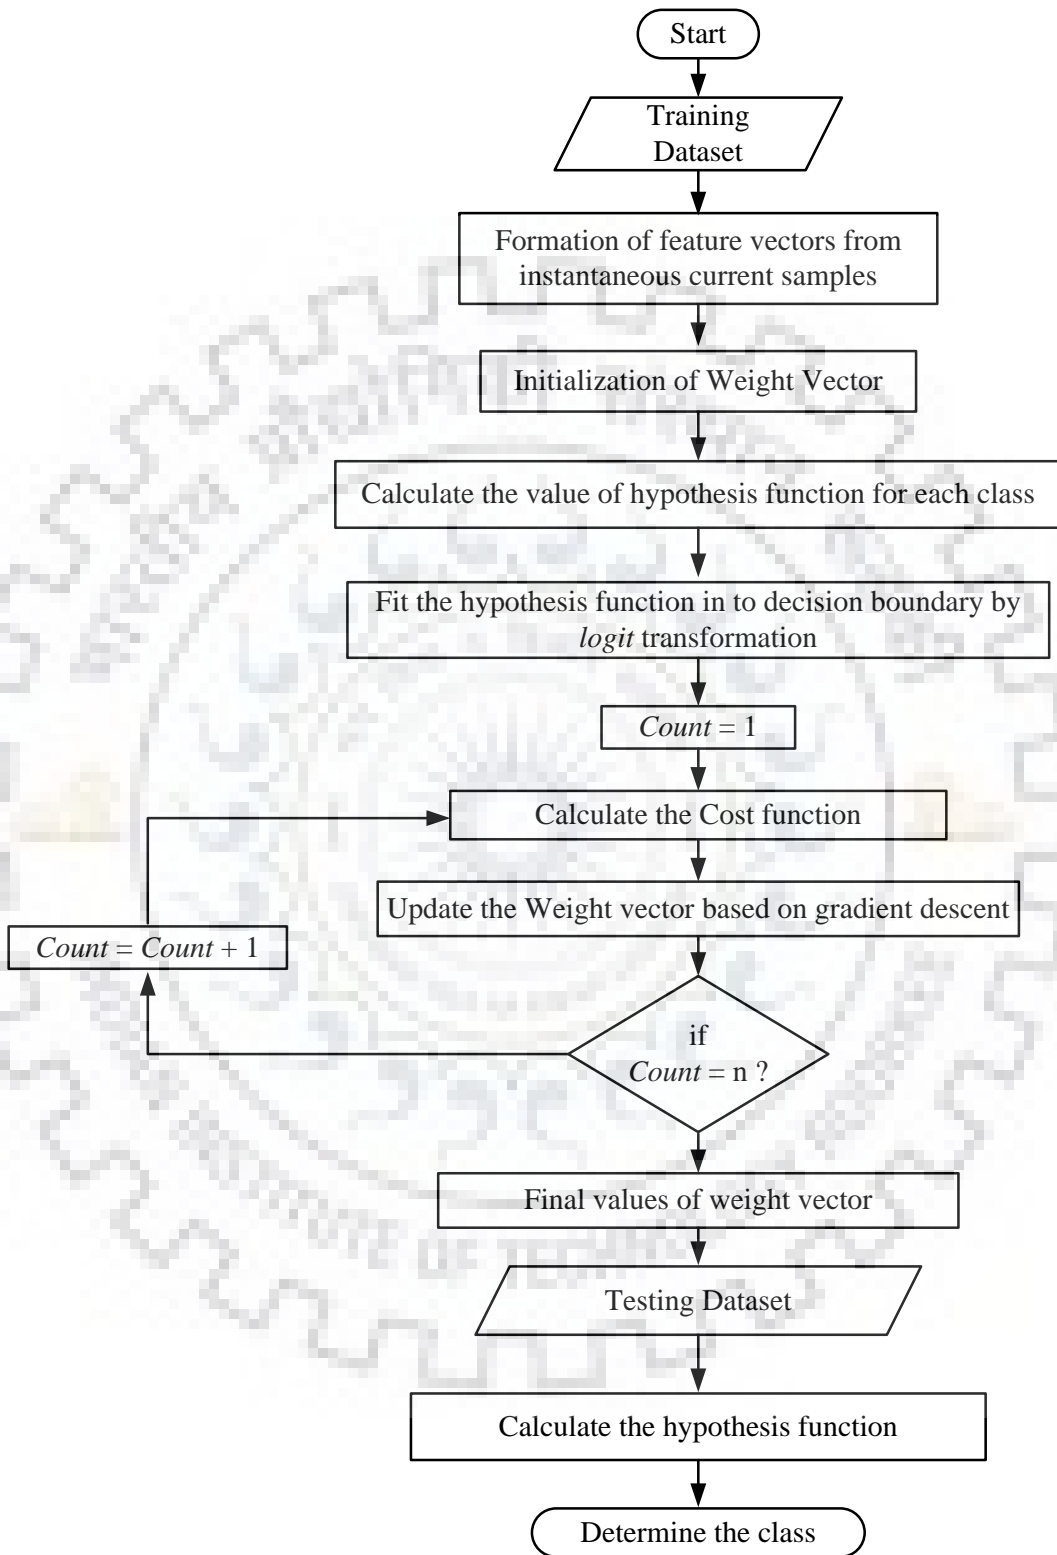 Start
Training
Dataset
Formation of feature vectors from
instantaneous current samples
Initialization of Weight Vector
Calculate the value of hypothesis function for each class
Fit the hypothesis function in to decision boundary by
logit transformation
Count = 1
Calculate the Cost function
Update the Weight vector based on gradient descent
Count = Count + 1
if
Count = n ?
Final values of weight vector
Testing Dataset
Calculate the hypothesis function
Determine the class